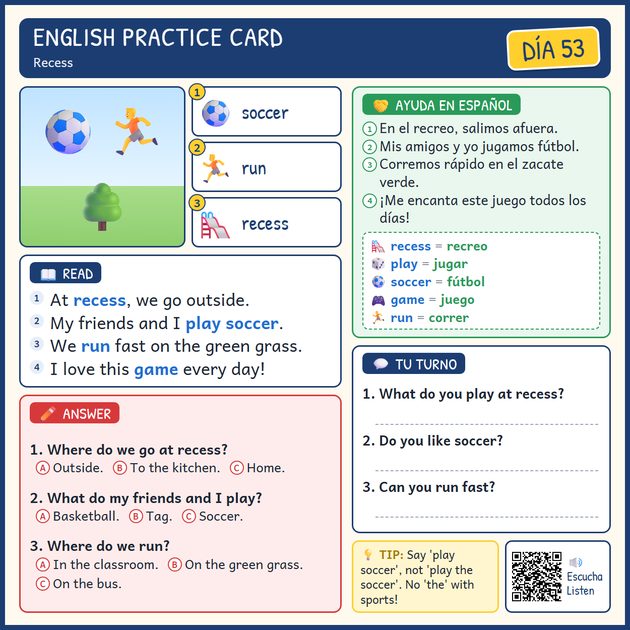 ENGLISH PRACTICE CARD
Recess
DÍA 53
1
soccer
2
run
3
recess
READ
1 At recess, we go outside.
2 My friends and I play soccer.
3 We run fast on the green grass.
4 I love this game every day!
ANSWER
1. Where do we go at recess?
A Outside. B To the kitchen. C Home.
2. What do my friends and I play?
A Basketball. B Tag. C Soccer.
3. Where do we run?
A In the classroom. B On the green grass.
C On the bus.
AYUDA EN ESPAÑOL
1 En el recreo, salimos afuera.
2 Mis amigos y yo jugamos fútbol.
3 Corremos rápido en el zacate
verde.
4 ¡Me encanta este juego todos los
días!
recess = recreo
play = jugar
soccer = fútbol
game = juego
run = correr
TU TURNO
1. What do you play at recess?
2. Do you like soccer?
3. Can you run fast?
TIP: Say 'play
soccer', not 'play the
soccer'. No 'the' with
sports!
Escucha
Listen